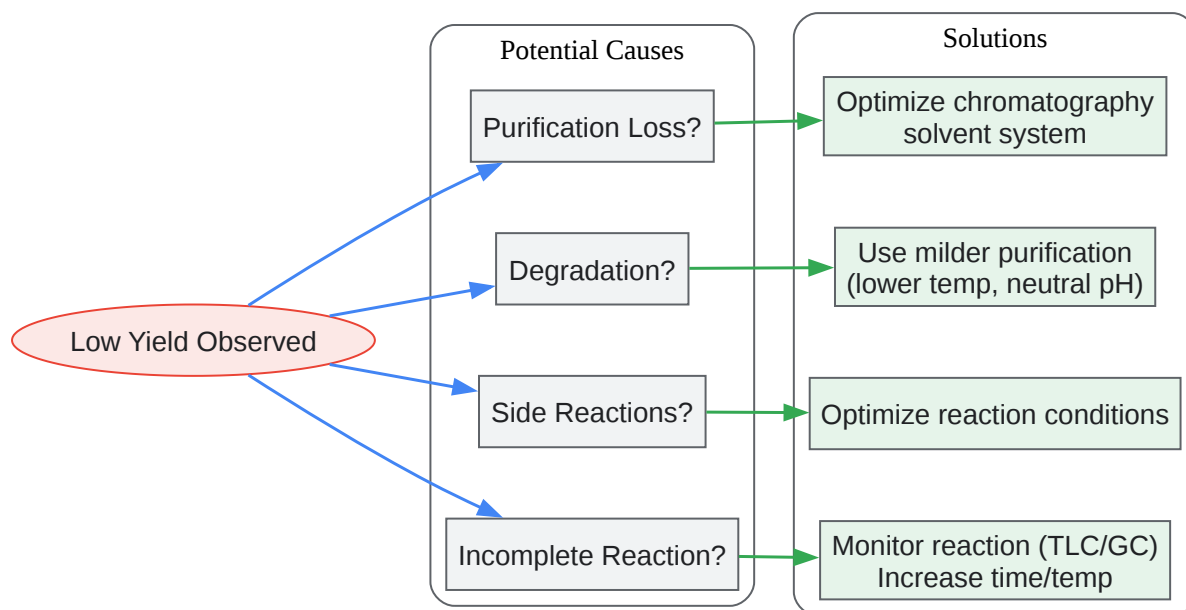 Low Yield Observed
Potential Causes
Purification Loss?
Degradation?
Side Reactions?
Incomplete Reaction?
Solutions
Optimize chromatography
solvent system
Use milder purification
(lower temp, neutral pH)
Optimize reaction conditions
Monitor reaction (TLC/GC)
Increase time/temp